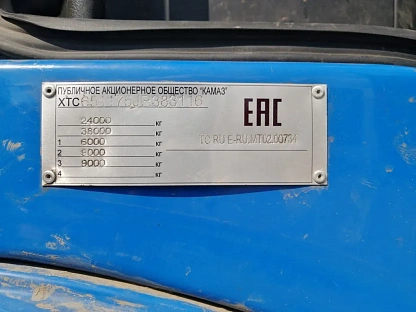 ПУБЛИЧНОЕ АКЦИОНЕРНОЕ ОБЩЕСТВО "КАМАЗ"
XTC
EAC
24000 кг
38000 кг
TC RU E-RU.MT02.00734
1 6000 кг
2 9000 кг
3 9000 кг
4 кг